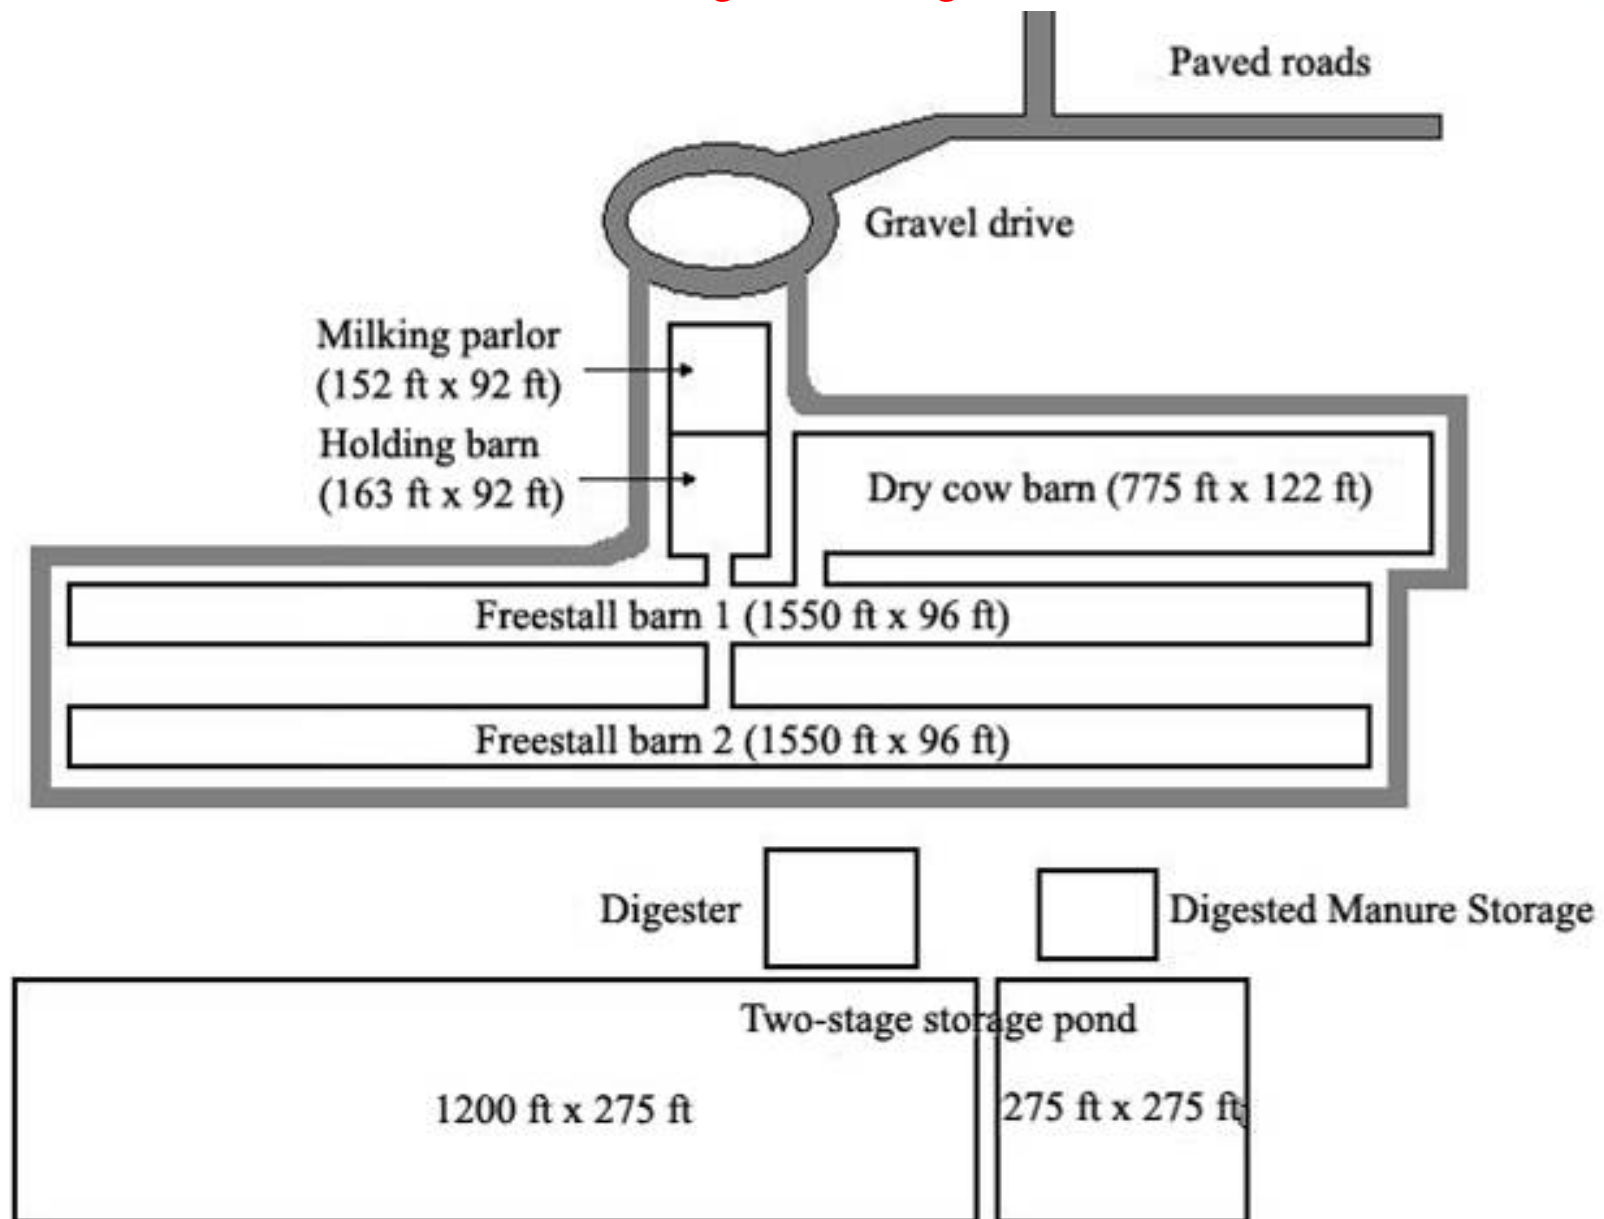 Paved roads
Gravel drive
Milking parlor
(152 ft x 92 ft)
Holding barn
(163 ft x 92 ft)
Dry cow barn (775 ft x 122 ft)
Freestall barn 1 (1550 ft x 96 ft)
Freestall barn 2 (1550 ft x 96 ft)
Digester
Digested Manure Storage
Two-stage storage pond
1200 ft x 275 ft
275 ft x 275 ft